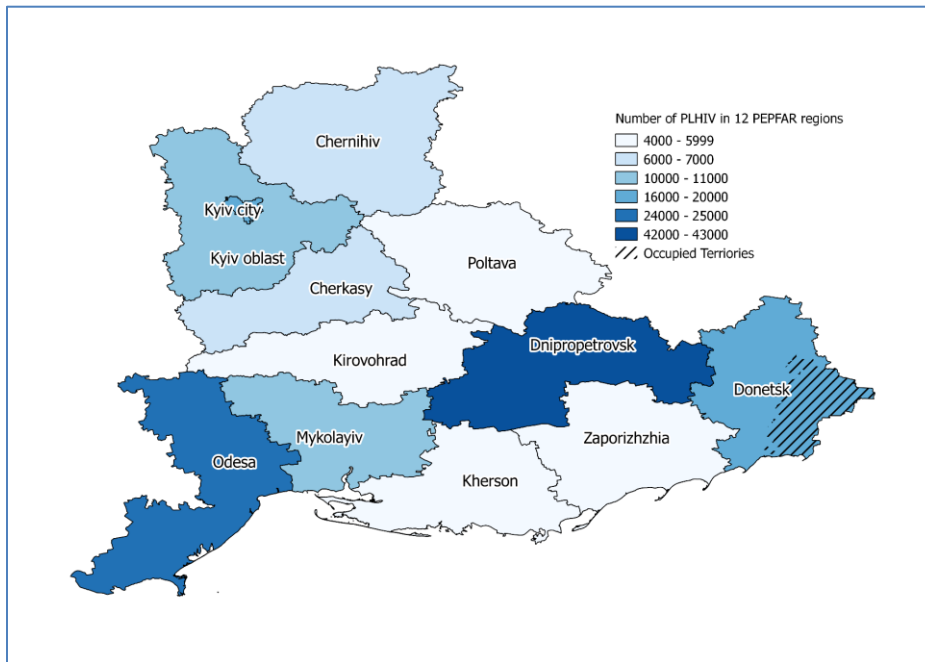 Number of PLHIV in 12 PEPFAR regions
4000 - 5999
6000 - 7000
10000 - 11000
16000 - 20000
24000 - 25000
42000 - 43000
Occupied Terriories
Chernihiv
Kyiv city
Kyiv oblast
Poltava
Cherkasy
Dnipropetrovsk
Kirovohrad
Donetsk
Mykolayiv
Zaporizhzhia
Odesa
Kherson